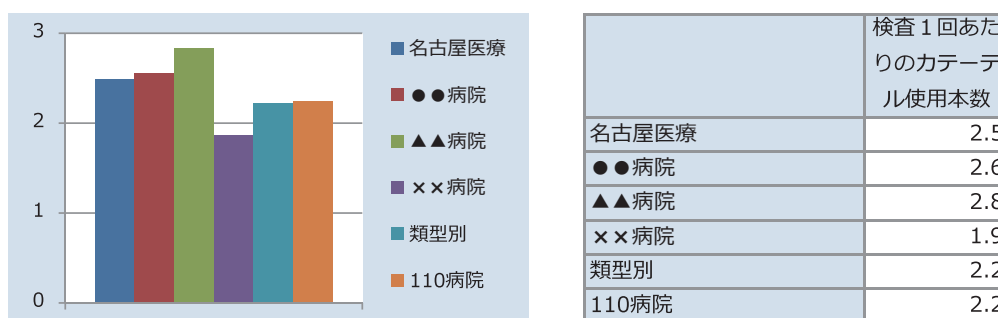 3
2
1
0
名古屋医療
●●病院
▲▲病院
××病院
類型別
110病院
検査1回あた
りのカテーテ
ル使用本数
名古屋医療 2.5
●●病院 2.6
▲▲病院 2.8
××病院 1.9
類型別 2.2
110病院 2.2